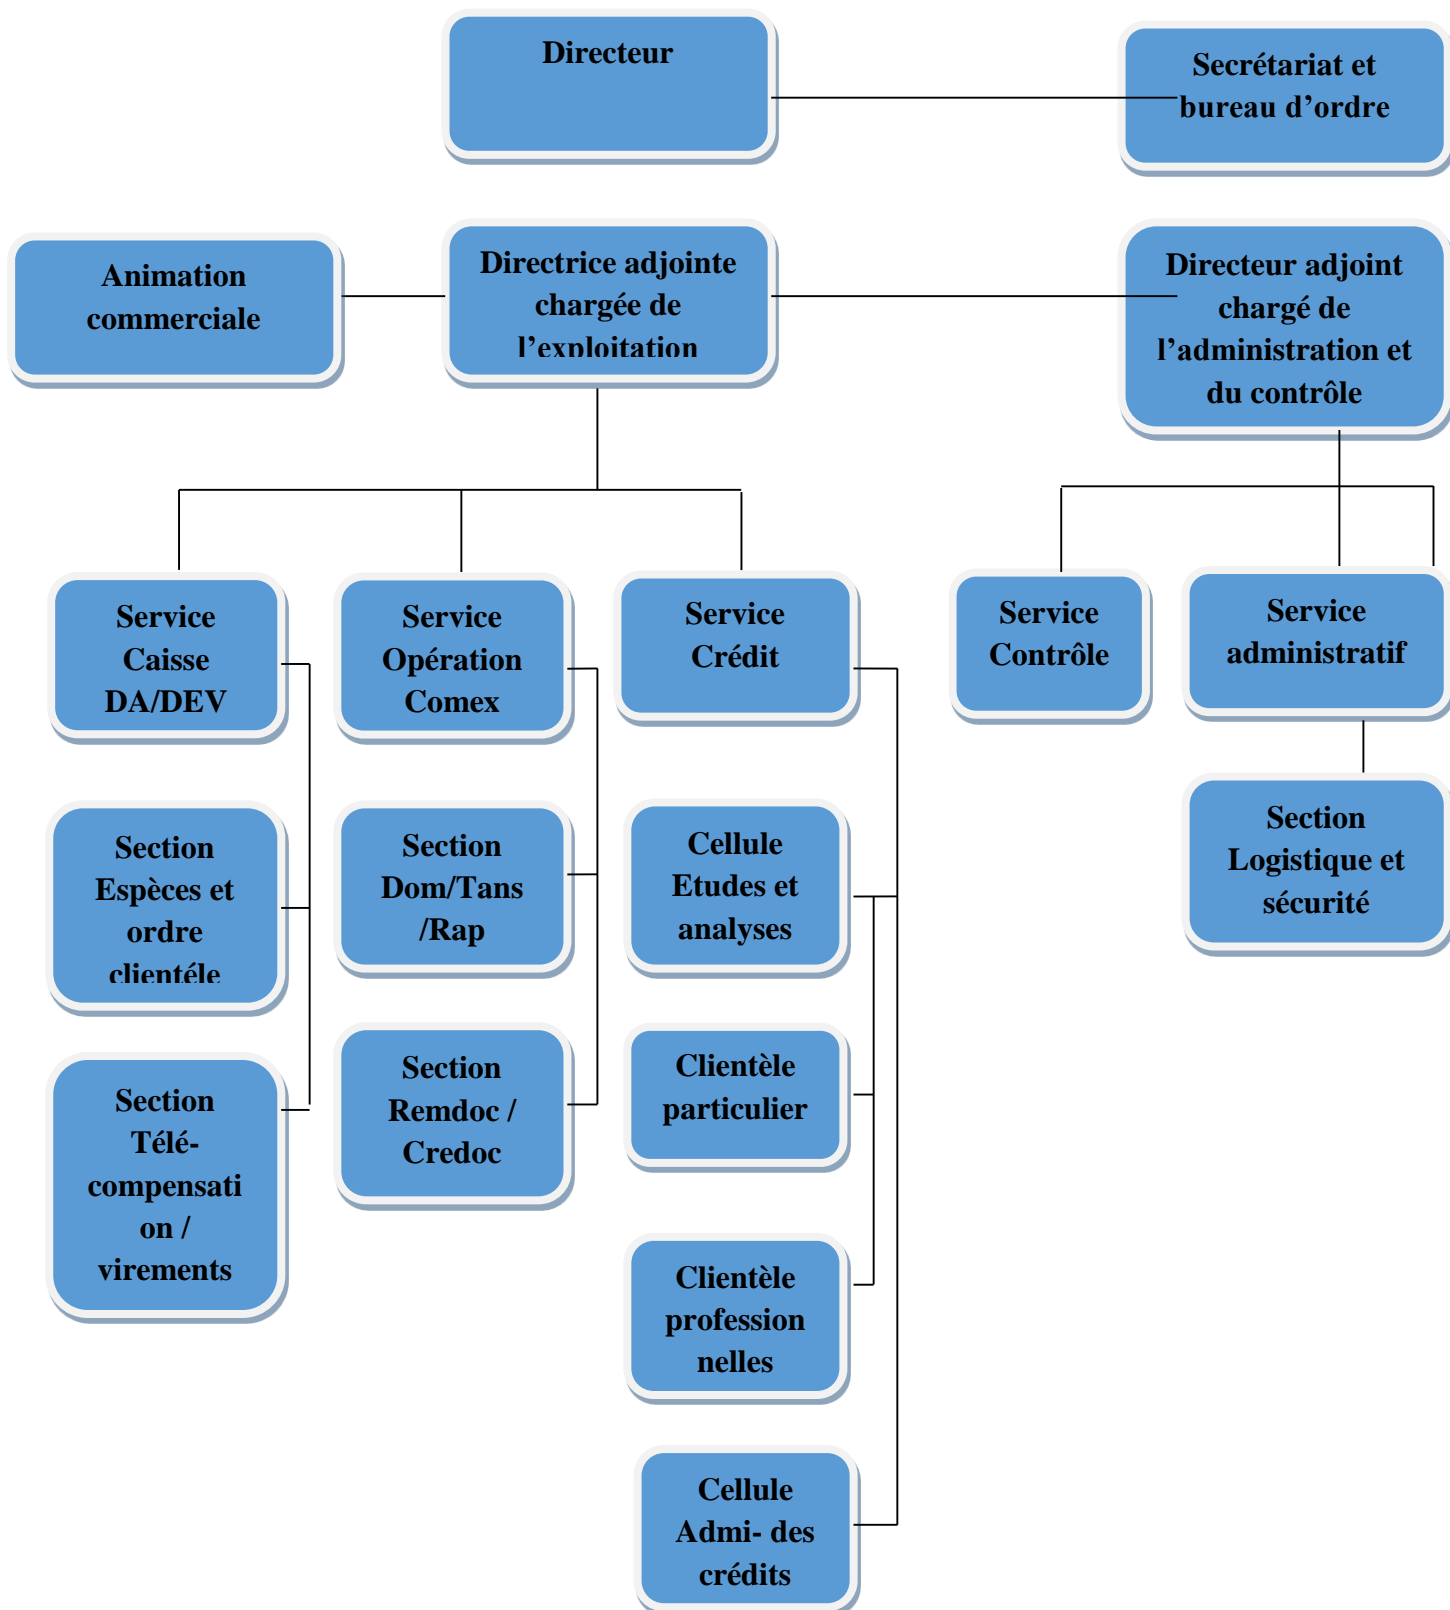 Directeur
Secrétariat et
bureau d’ordre
Animation
commerciale
Directrice adjointe
chargée de
l’exploitation
Directeur adjoint
chargé de
l’administration et
du contrôle
Service
Caisse
DA/DEV
Service
Opération
Comex
Service
Crédit
Service
Contrôle
Service
administratif
Section
Espèces et
ordre
clientéle
Section
Dom/Tans
/Rap
Cellule
Etudes et
analyses
Section
Logistique et
sécurité
Section
Télé-
compensati
on /
virements
Section
Remdoc /
Credoc
Clientèle
particulier
Clientèle
profession
nelles
Cellule
Admi- des
crédits